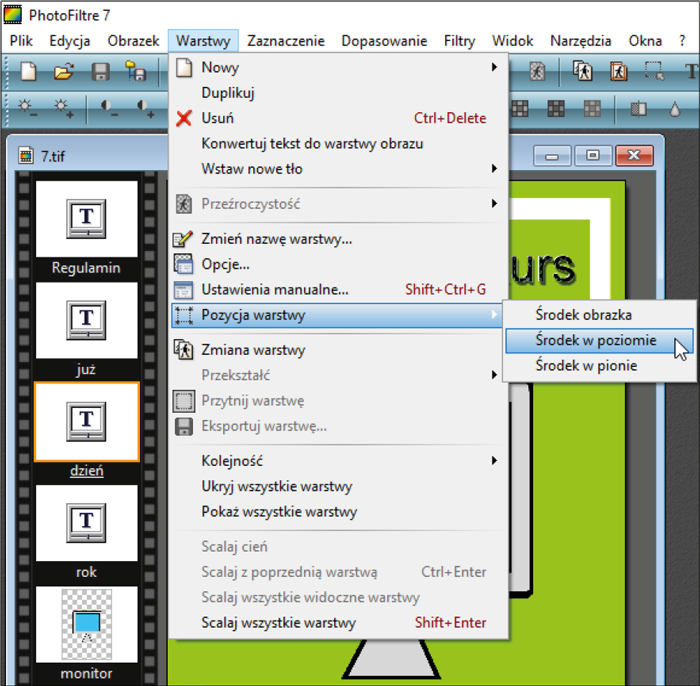 PhotoFiltre 7
Plik Edycja Obrazek Warstwy Zaznaczenie Dopasowanie Filtry Widok Narzędzia Okna ?
T
7.tif
Nowy
Duplikuj
Usuń Ctrl+Delete
Konwertuj tekst do warstwy obrazu
Wstaw nowe tło
Przeźroczystość
Zmień nazwę warstwy...
Opcje...
Ustawienia manualne... Shift+Ctrl+G
Pozycja warstwy
Środek obrazka
Środek w poziomie
Środek w pionie
Zmiana warstwy
Przekształć
Przytnij warstwę
Eksportuj warstwę...
Kolejność
Ukryj wszystkie warstwy
Pokaż wszystkie warstwy
Scalaj cień
Scalaj z poprzednią warstwą Ctrl+Enter
Scalaj wszystkie widoczne warstwy
Scalaj wszystkie warstwy Shift+Enter
T
Regulamin
T
już
T
dzień
T
rok
monitor
urs